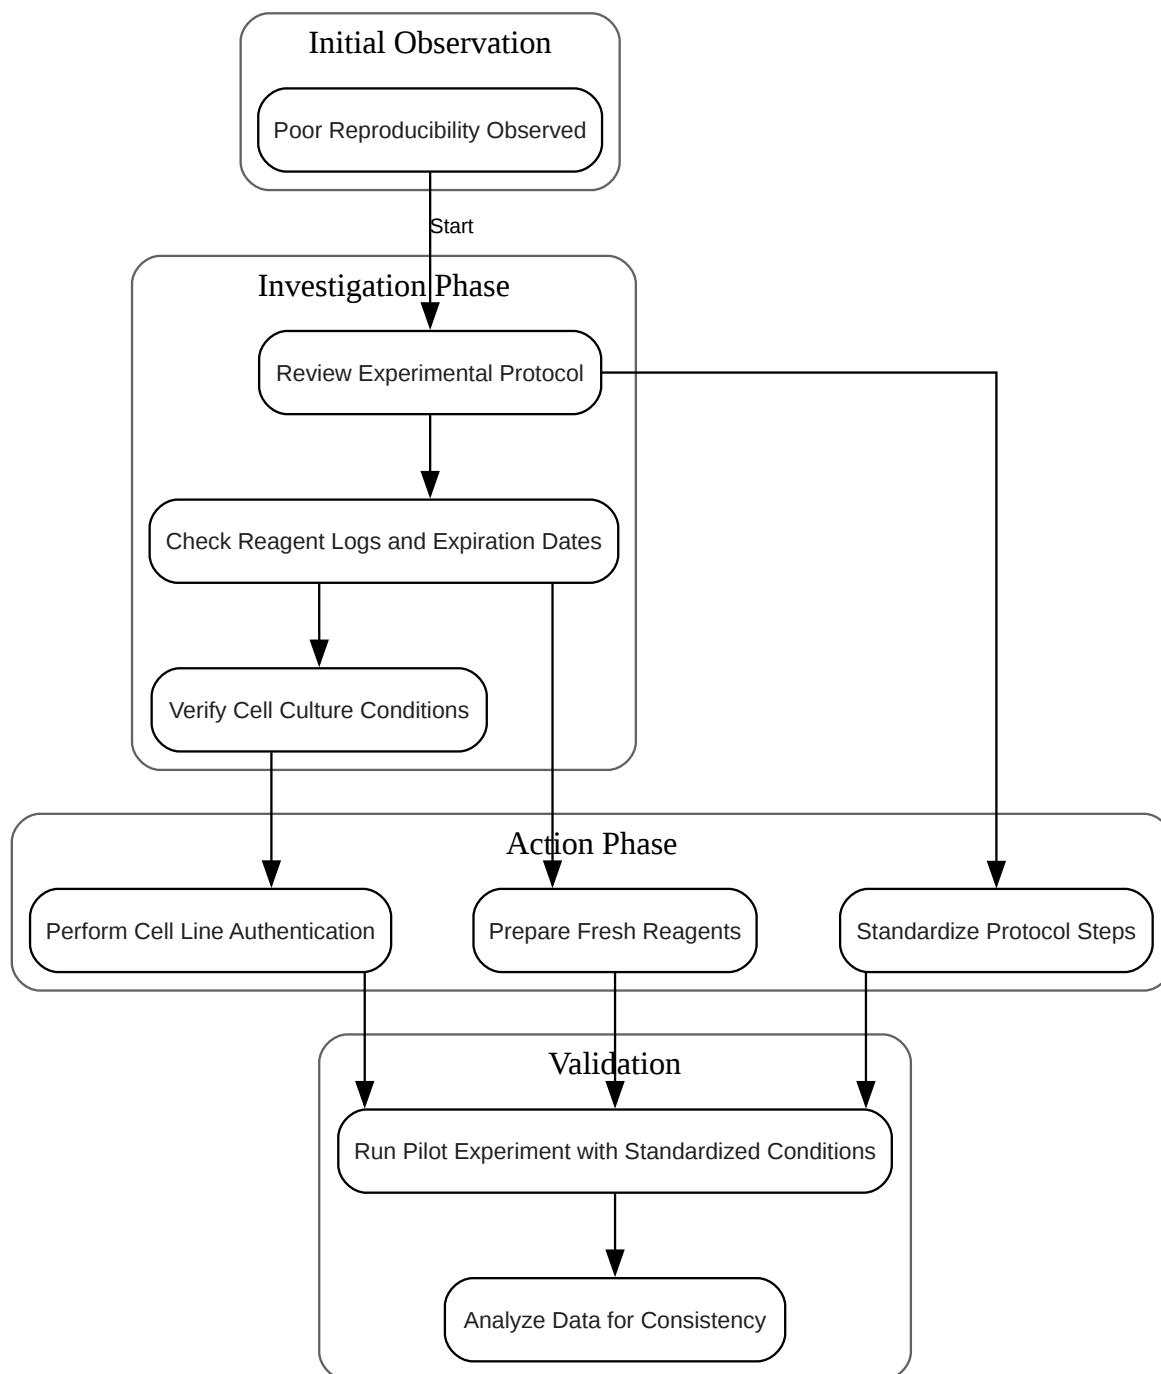 Initial Observation
Poor Reproducibility Observed
Start
Investigation Phase
Review Experimental Protocol
Check Reagent Logs and Expiration Dates
Verify Cell Culture Conditions
Action Phase
Perform Cell Line Authentication
Prepare Fresh Reagents
Standardize Protocol Steps
Validation
Run Pilot Experiment with Standardized Conditions
Analyze Data for Consistency